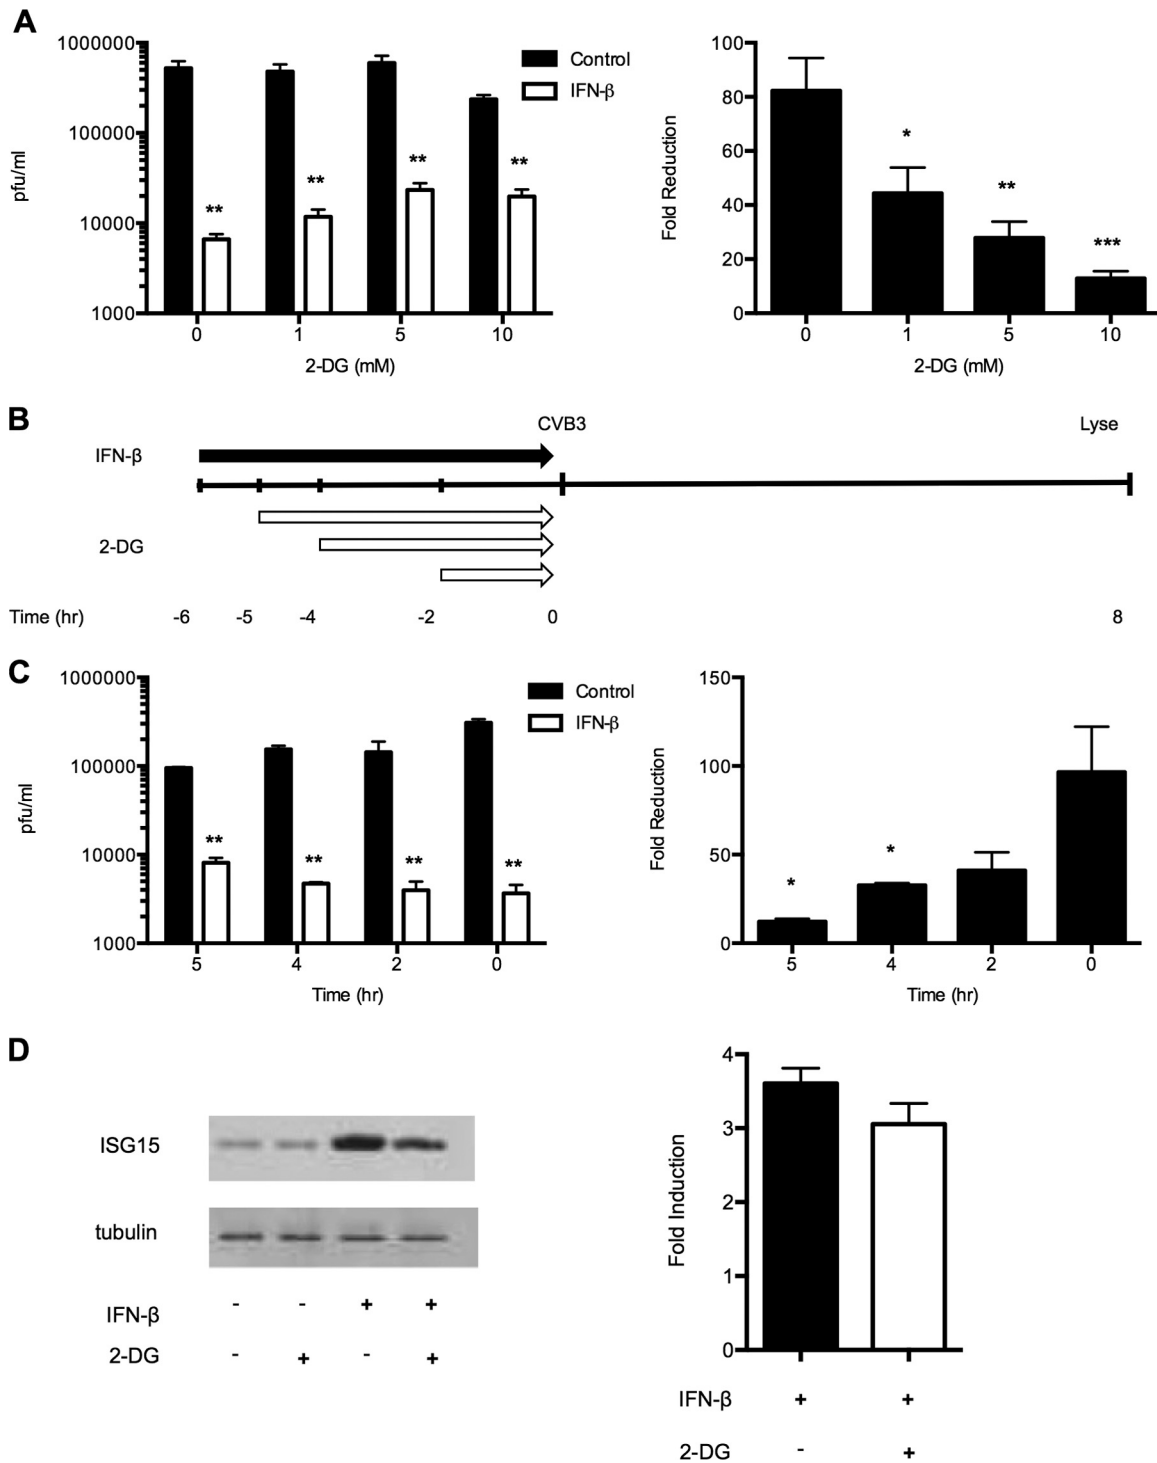 A
1000000
100000
10000
1000
pfu/ml
Control
IFN-β
**
**
**
**
0 1 5 10
2-DG (mM)
100
80
60
40
20
0
Fold Reduction
*
**
***
0 1 5 10
2-DG (mM)
B
CVB3 Lyse
IFN-β
2-DG
Time (hr) -6 -5 -4 -2 0 8
C
1000000
100000
10000
1000
pfu/ml
Control
IFN-β
** ** ** **
5 4 2 0
Time (hr)
150
100
50
0
Fold Reduction
*
*
5 4 2 0
Time (hr)
D
ISG15
tubulin
IFN-β - - + +
2-DG - + - +
4
3
2
1
0
Fold Induction
IFN-β + +
2-DG - +